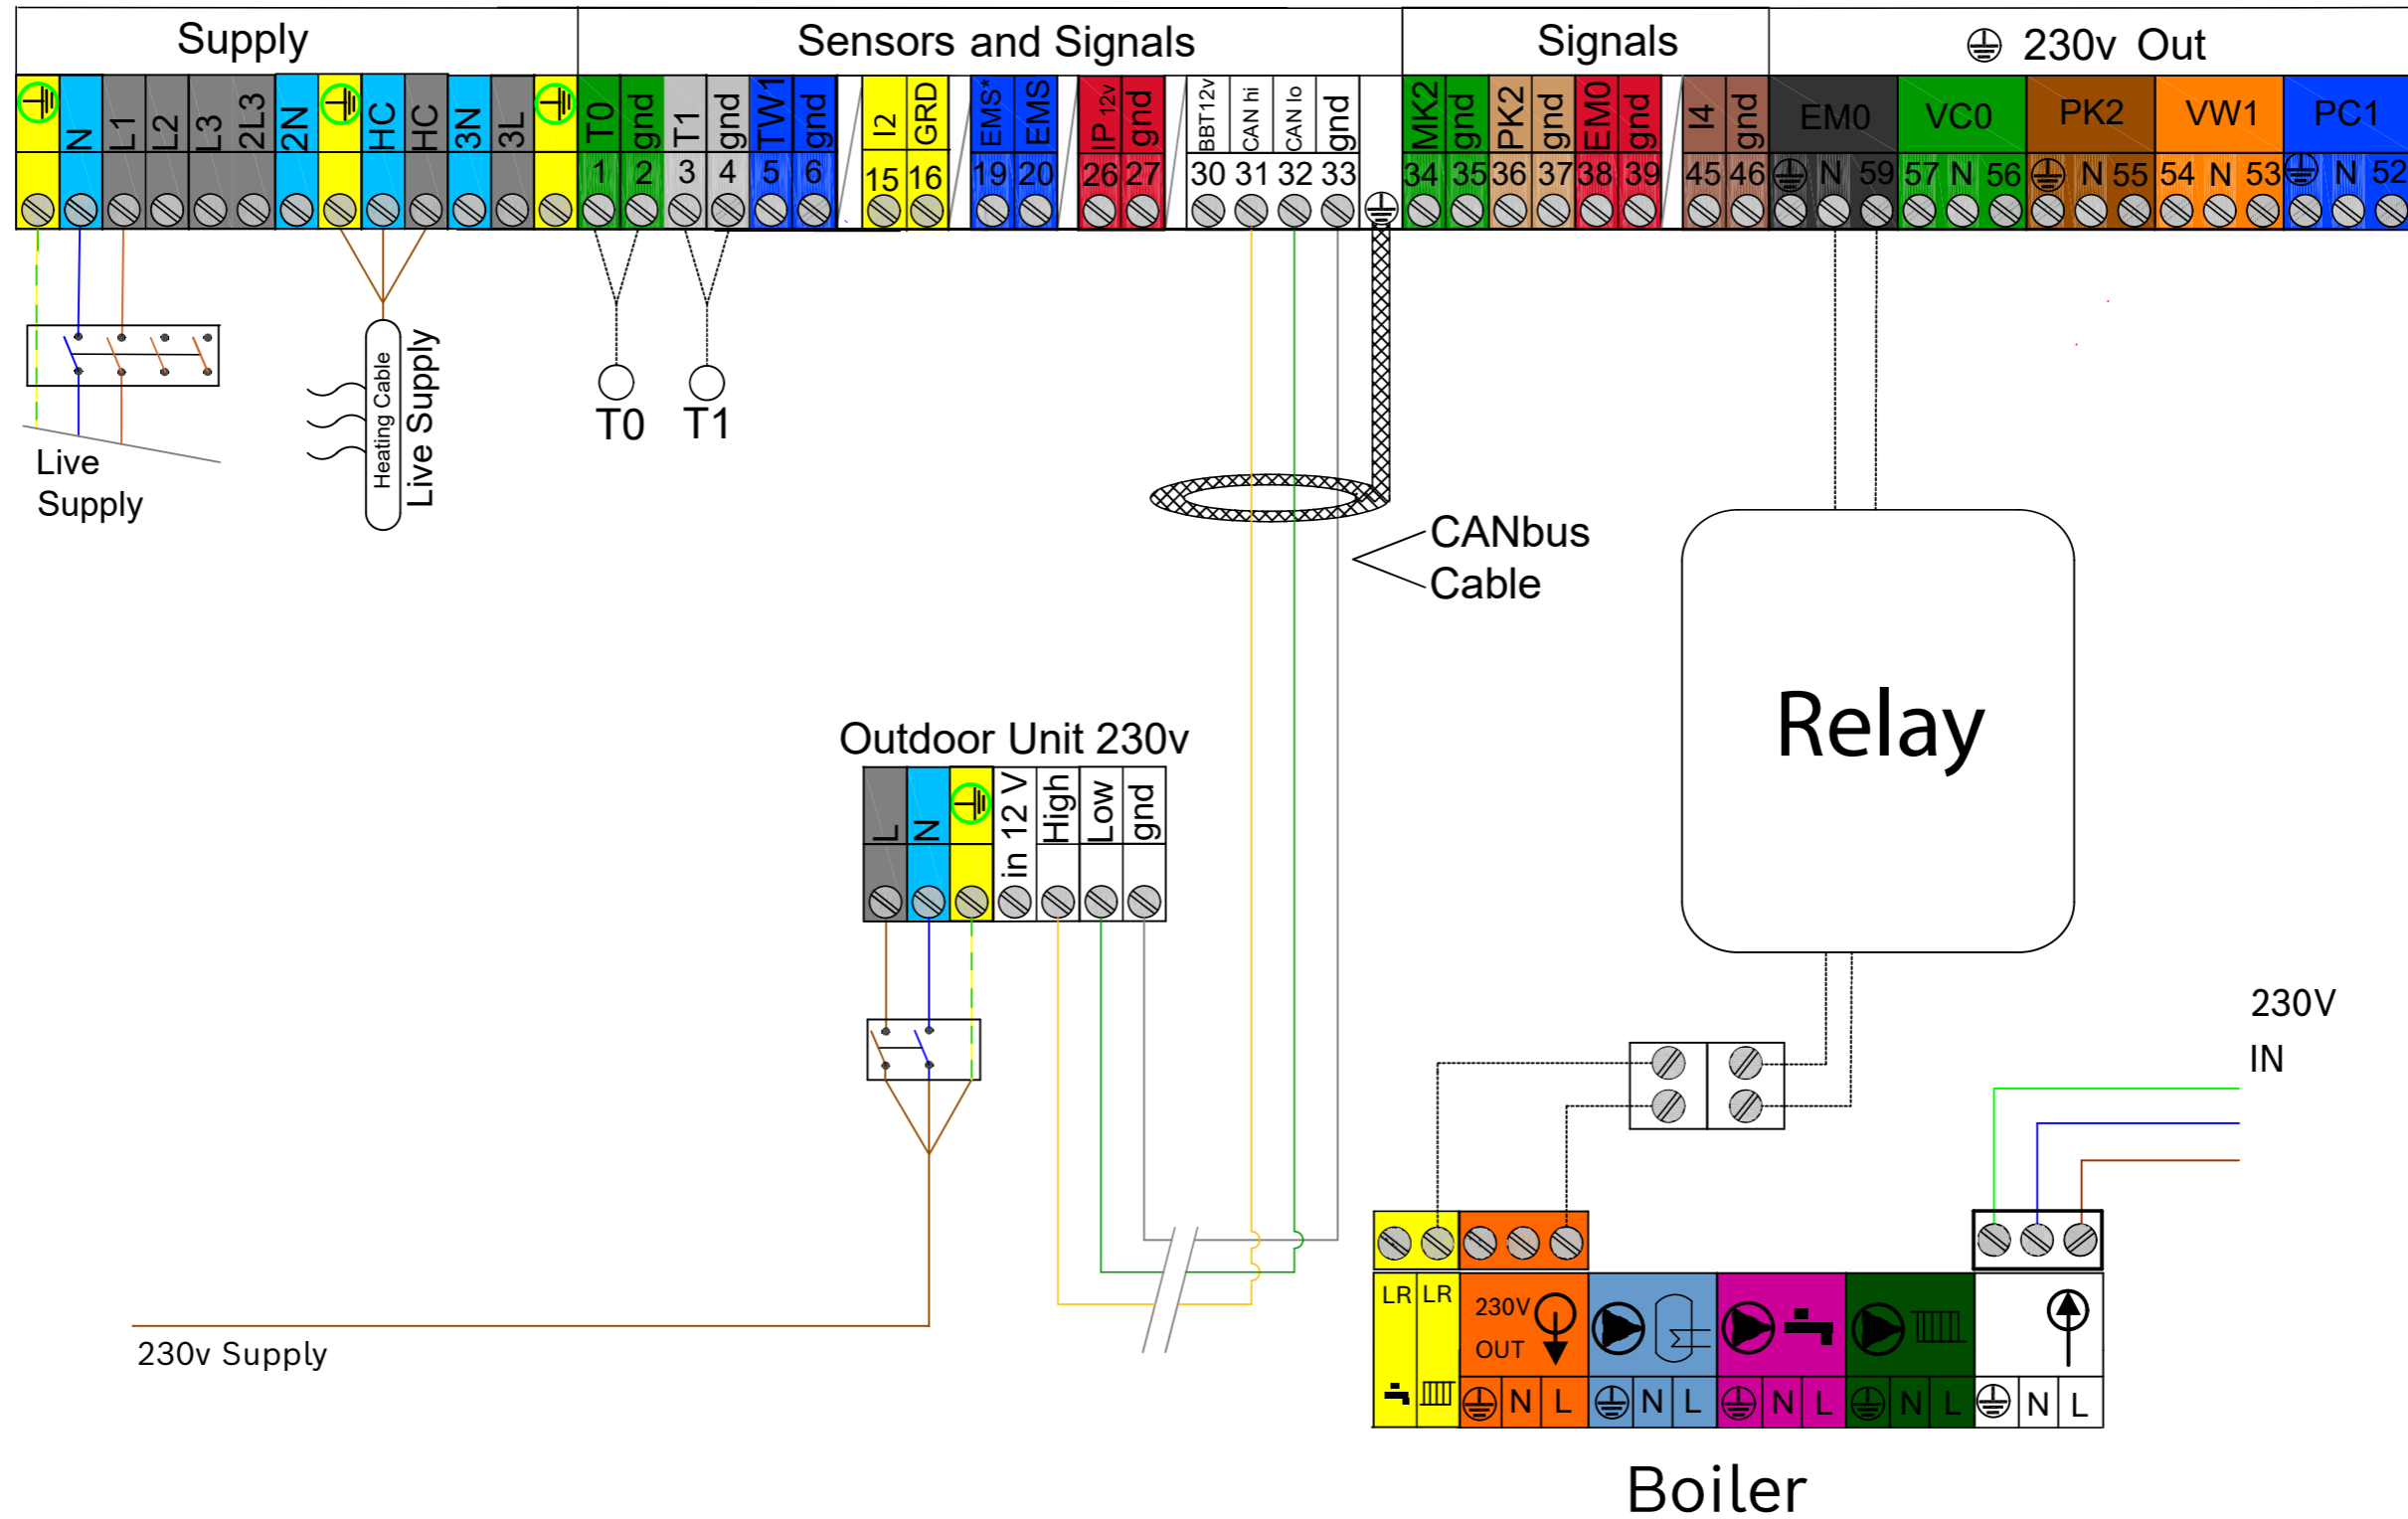 Supply
Sensors and Signals
Signals
230v Out
N L1 L2 L3 2L3 2N HC HC 3N 3L
T0 gnd T1 gnd TW1 gnd I2 GRD EMS* EMS IP 12v gnd BBT12v CAN hi CAN lo gnd
MK2 gnd PK2 gnd EM0 gnd I4 gnd
EM0 VC0 PK2 VW1 PC1
1 2 3 4 5 6 15 16 19 20 26 27 30 31 32 33
34 35 36 37 38 39 45 46 N 59 57 N 56 N 55 54 N 53 N 52
Live
Supply
Heating Cable
Live Supply
T0
T1
CANbus
Cable
Relay
Outdoor Unit 230v
L N in 12 V High Low gnd
230V
IN
230v Supply
LR LR
230V
OUT
N L N L N L N L N L
Boiler